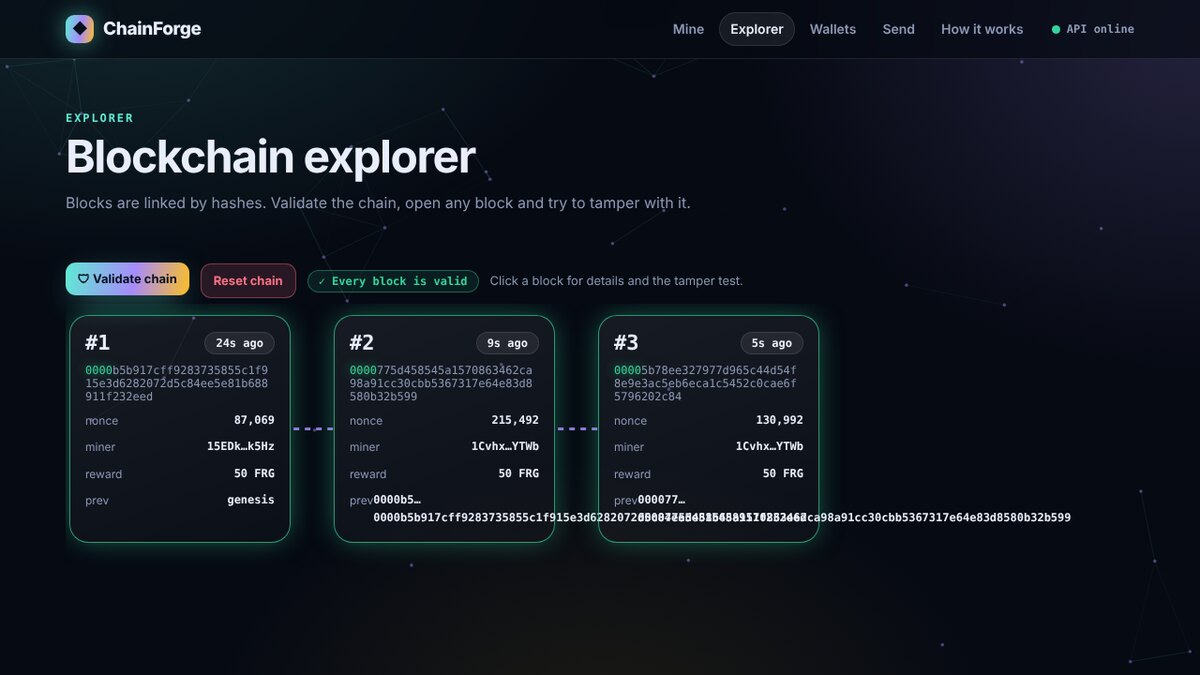 ChainForge
Mine
Explorer
Wallets
Send
How it works
API online
EXPLORER
Blockchain explorer
Blocks are linked by hashes. Validate the chain, open any block and try to tamper with it.
Validate chain
Reset chain
✓ Every block is valid
Click a block for details and the tamper test.
#1 24s ago
0000b5b917cff9283735855c1f9
15e3d6282072d5c84ee5e81b688
911f232eed
nonce 87,069
miner 15EDk…k5Hz
reward 50 FRG
prev genesis
#2 9s ago
0000775d458545a1570863462ca
98a91cc30cbb5367317e64e83d8
580b32b599
nonce 215,492
miner 1Cvhx…YTWb
reward 50 FRG
prev 0000b5…
0000b5b917cff9283735855c1f915e3d6282072
#3 5s ago
00005b78ee327977d965c44d54f
8e9e3ac5eb6eca1c5452c0cae6f
5796202c84
nonce 130,992
miner 1Cvhx…YTWb
reward 50 FRG
prev 000077…
ca98a91cc30cbb5367317e64e83d8580b32b599